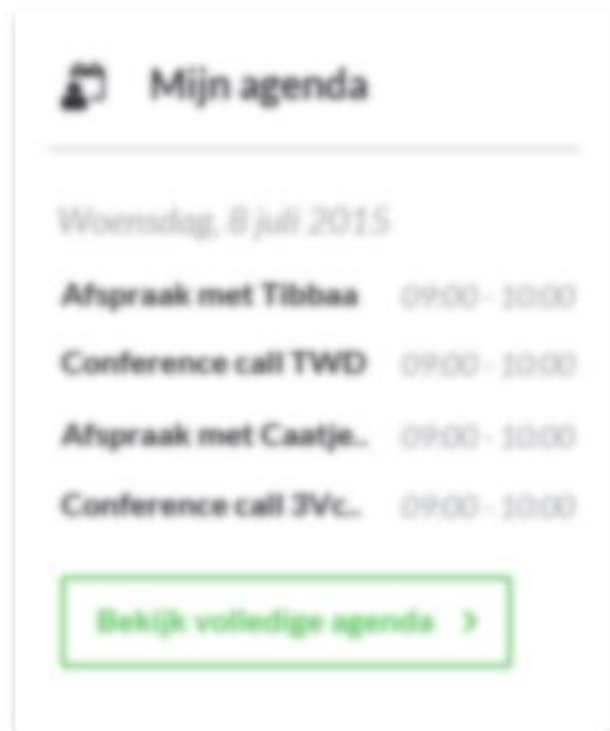 Mijn agenda
Woensdag, 8 juli 2015
Afspraak met Tibbaa 09:00 - 10:00
Conference call TWD 09:00 - 10:00
Afspraak met Caatje.. 09:00 - 10:00
Conference call 3Vc.. 09:00 - 10:00
Bekijk volledige agenda >